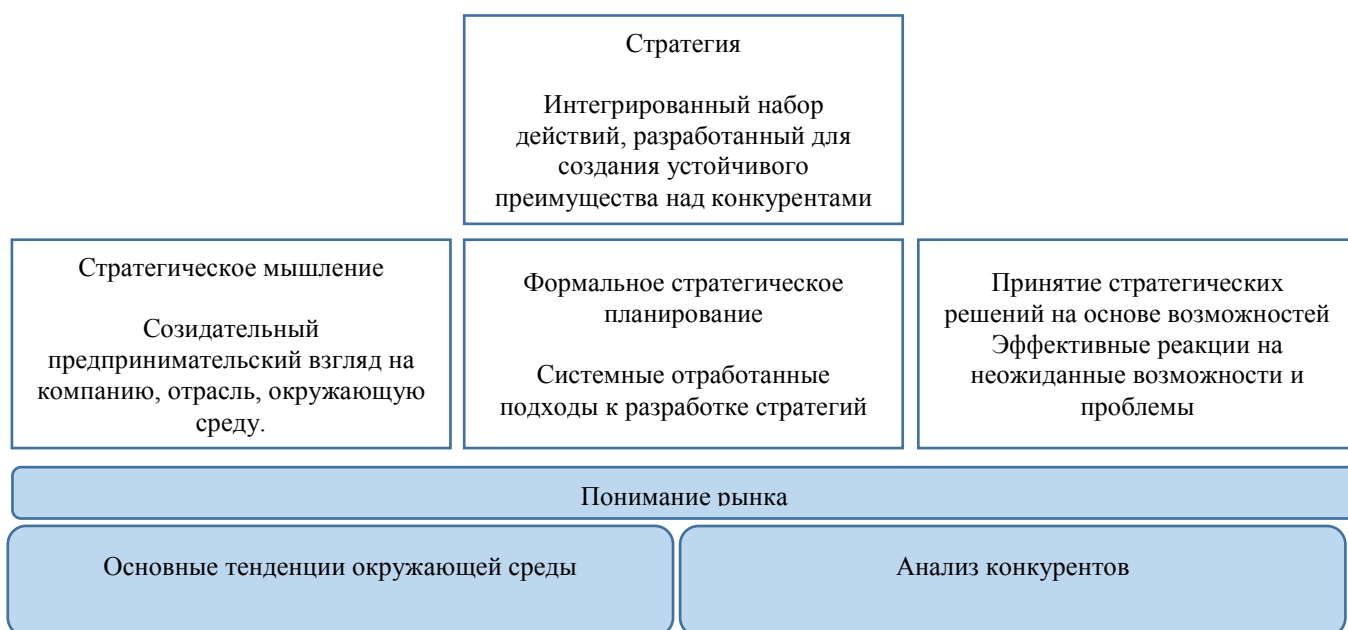 Стратегия
Интегрированный набор
действий, разработанный для
создания устойчивого
преимущества над конкурентами
Стратегическое мышление
Созидательный
предпринимательский взгляд на
компанию, отрасль, окружающую
среду.
Формальное стратегическое
планирование
Системные отработанные
подходы к разработке стратегий
Принятие стратегических
решений на основе возможностей
Эффективные реакции на
неожиданные возможности и
проблемы
Понимание рынка
Основные тенденции окружающей среды
Анализ конкурентов